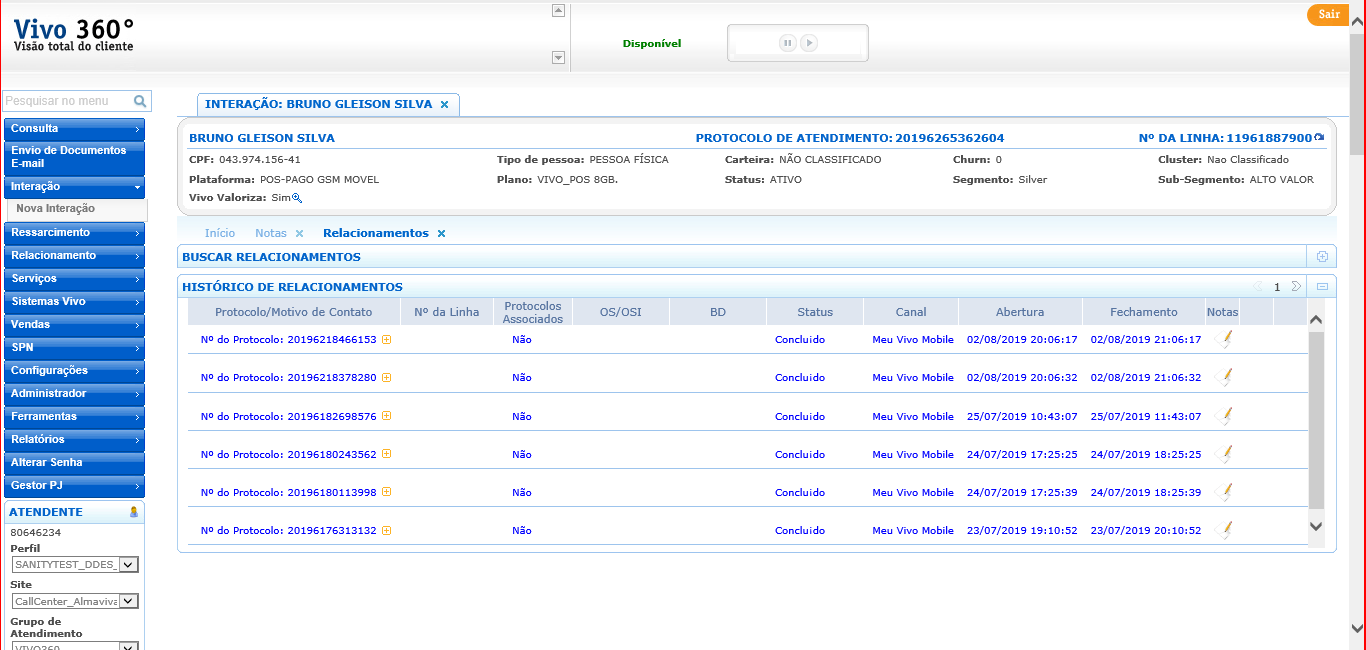 Vivo 360°
Visão total do cliente
Disponível
Sair
Pesquisar no menu
Consulta
Envio de Documentos
E-mail
Interação
Nova Interação
Ressarcimento
Relacionamento
Serviços
Sistemas Vivo
Vendas
SPN
Configurações
Administrador
Ferramentas
Relatórios
Alterar Senha
Gestor PJ
ATENDENTE
80646234
Perfil
SANITYTEST_DDES_
Site
CallCenter_Almaviva
Grupo de
Atendimento
VIVO360
INTERAÇÃO: BRUNO GLEISON SILVA
BRUNO GLEISON SILVA PROTOCOLO DE ATENDIMENTO: 20196265362604 Nº DA LINHA: 11961887900
CPF: 043.974.156-41 Tipo de pessoa: PESSOA FÍSICA Carteira: NÃO CLASSIFICADO Churn: 0 Cluster: Nao Classificado
Plataforma: POS-PAGO GSM MOVEL Plano: VIVO_POS 8GB. Status: ATIVO Segmento: Silver Sub-Segmento: ALTO VALOR
Vivo Valoriza: Sim
Início Notas Relacionamentos
BUSCAR RELACIONAMENTOS
HISTÓRICO DE RELACIONAMENTOS 1
Protocolo/Motivo de Contato Nº da Linha Protocolos Associados OS/OSI BD Status Canal Abertura Fechamento Notas
Nº do Protocolo: 20196218466153 Não Concluido Meu Vivo Mobile 02/08/2019 20:06:17 02/08/2019 21:06:17
Nº do Protocolo: 20196218378280 Não Concluido Meu Vivo Mobile 02/08/2019 20:06:32 02/08/2019 21:06:32
Nº do Protocolo: 20196182698576 Não Concluido Meu Vivo Mobile 25/07/2019 10:43:07 25/07/2019 11:43:07
Nº do Protocolo: 20196180243562 Não Concluido Meu Vivo Mobile 24/07/2019 17:25:25 24/07/2019 18:25:25
Nº do Protocolo: 20196180113998 Não Concluido Meu Vivo Mobile 24/07/2019 17:25:39 24/07/2019 18:25:39
Nº do Protocolo: 20196176313132 Não Concluido Meu Vivo Mobile 23/07/2019 19:10:52 23/07/2019 20:10:52